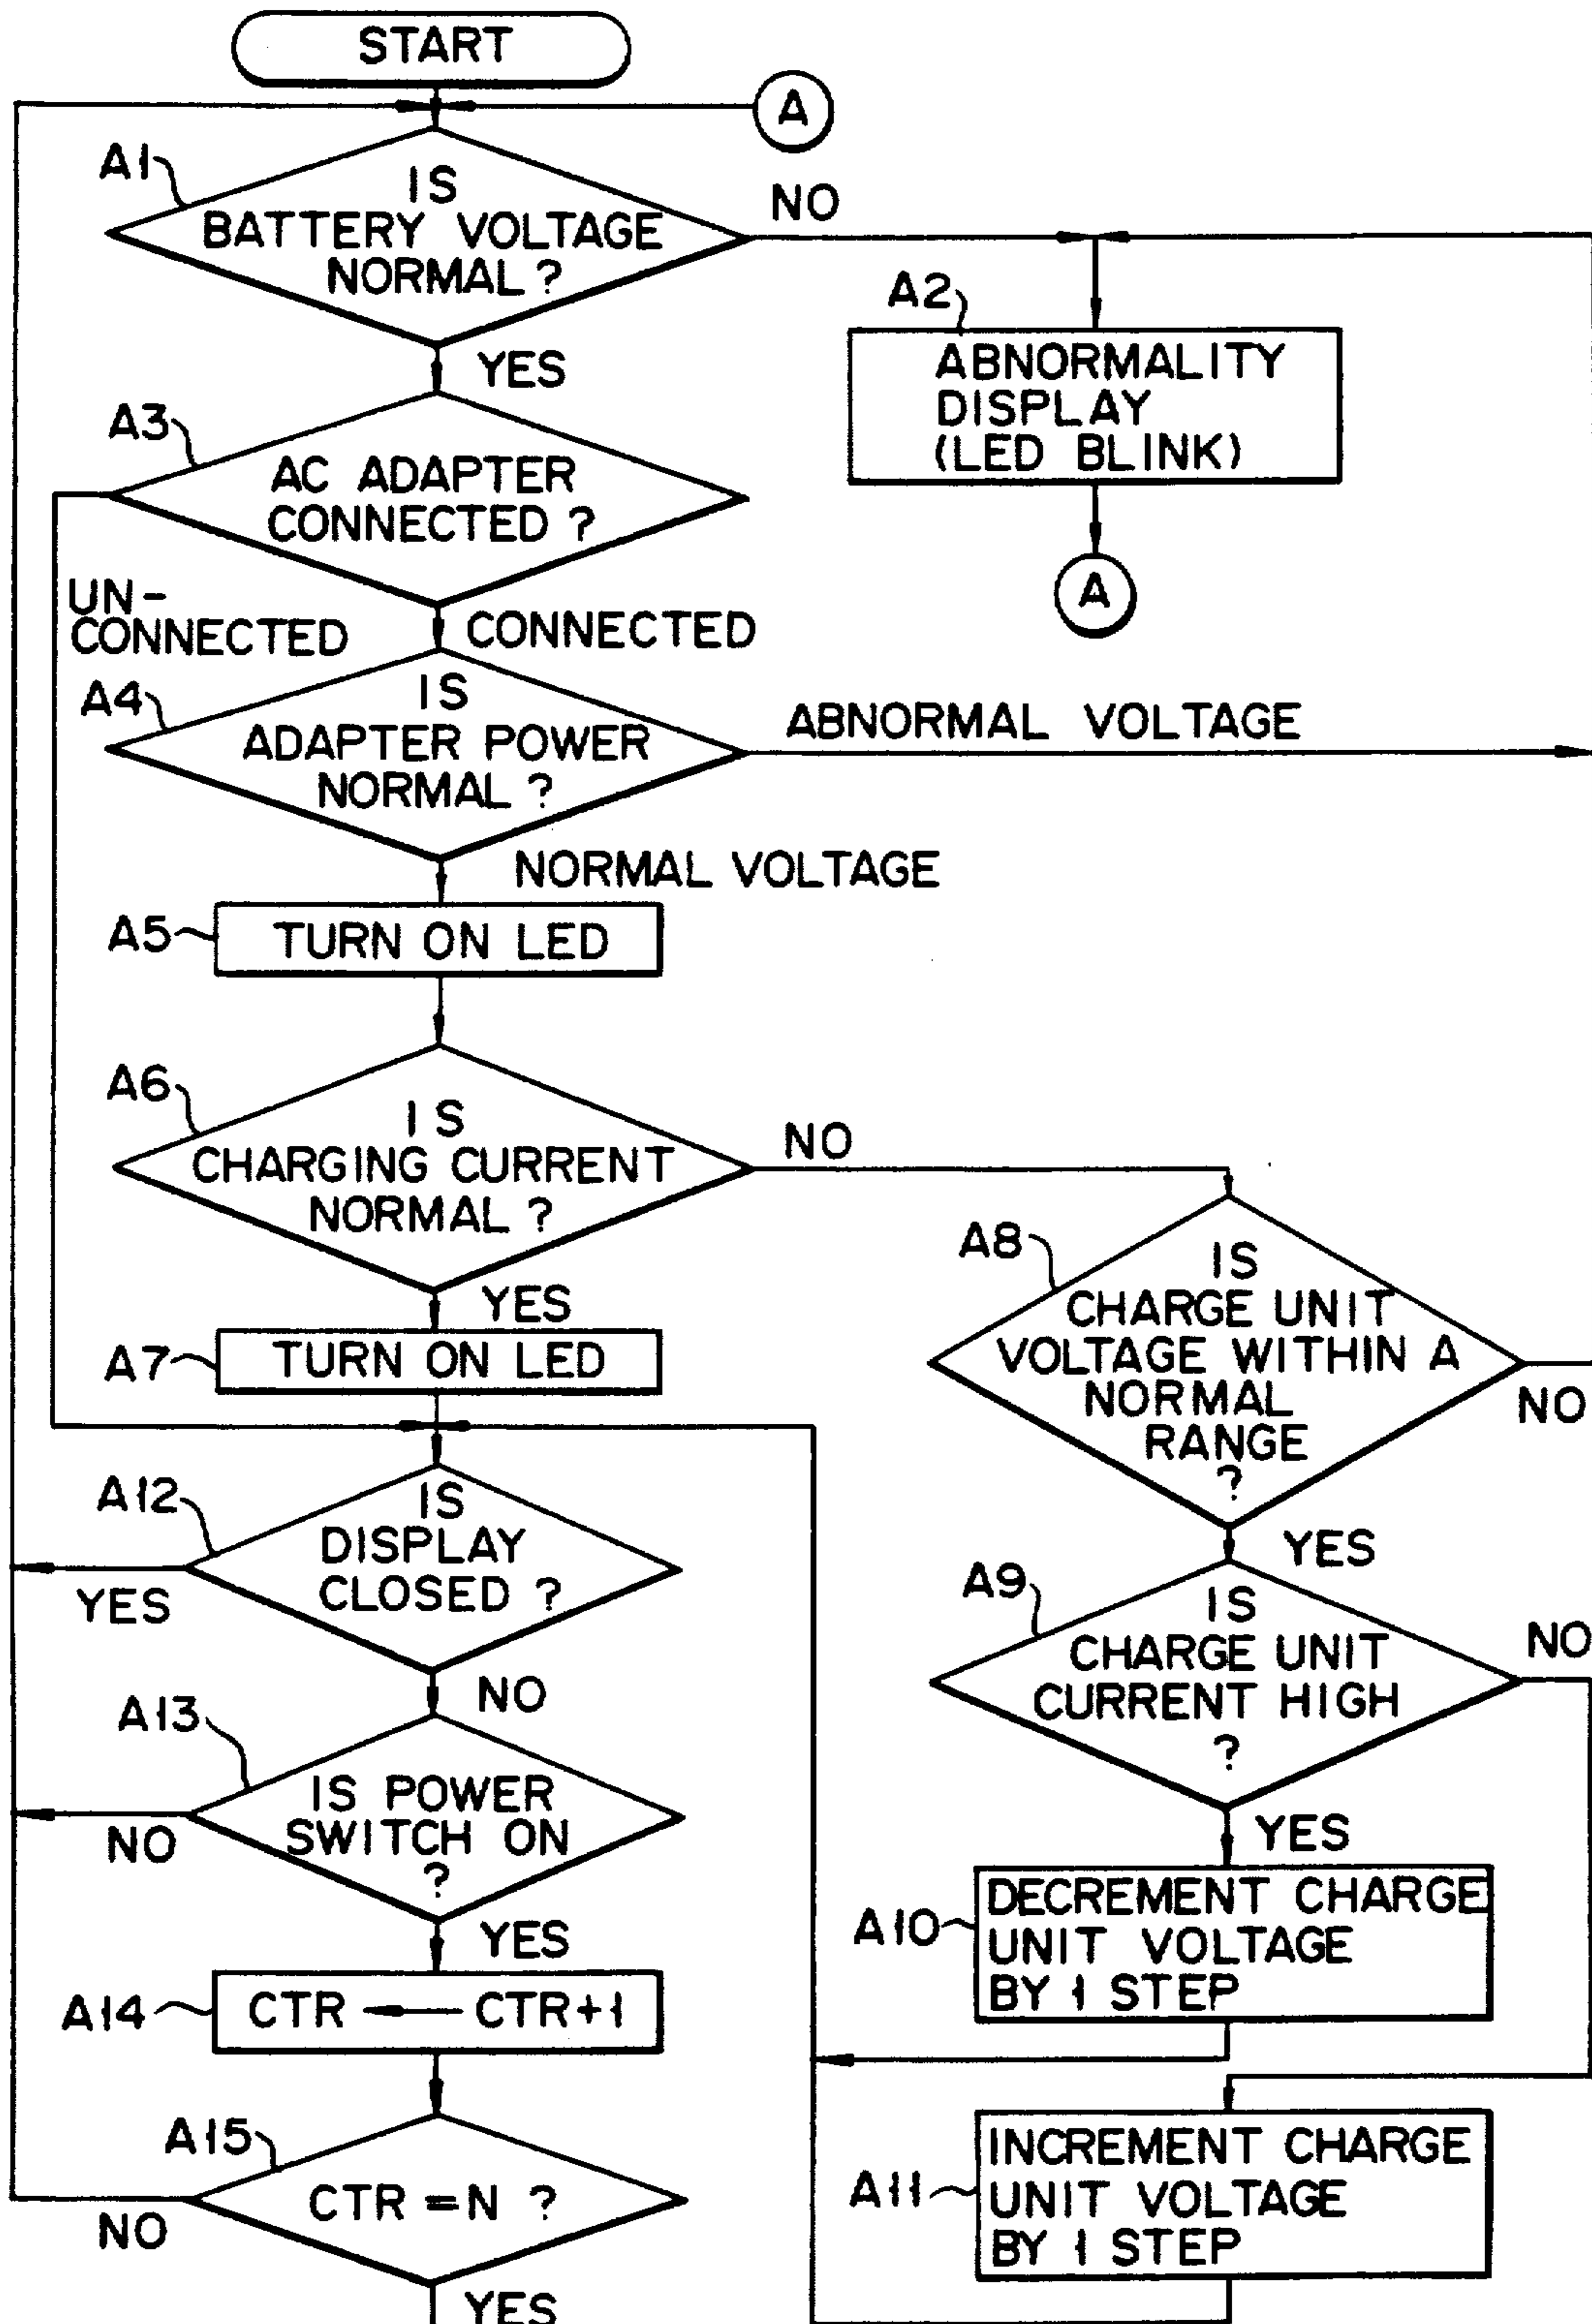 START
A
A1
IS
BATTERY VOLTAGE
NORMAL ?
NO
YES
A2
ABNORMALITY
DISPLAY
(LED BLINK)
A
A3
AC ADAPTER
CONNECTED ?
UN-
CONNECTED
CONNECTED
A4
IS
ADAPTER POWER
NORMAL ?
ABNORMAL VOLTAGE
NORMAL VOLTAGE
A5
TURN ON LED
A6
IS
CHARGING CURRENT
NORMAL ?
NO
YES
A7
TURN ON LED
A8
IS
CHARGE UNIT
VOLTAGE WITHIN A
NORMAL
RANGE
?
NO
YES
A9
IS
CHARGE UNIT
CURRENT HIGH
?
NO
YES
A10
DECREMENT CHARGE
UNIT VOLTAGE
BY 1 STEP
A11
INCREMENT CHARGE
UNIT VOLTAGE
BY 1 STEP
A12
IS
DISPLAY
CLOSED ?
YES
NO
A13
IS POWER
SWITCH ON
?
NO
YES
A14
CTR ← CTR+1
A15
CTR = N ?
NO
YES